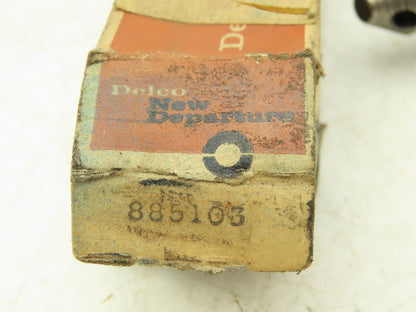 De
Delco
New
Departure
885103